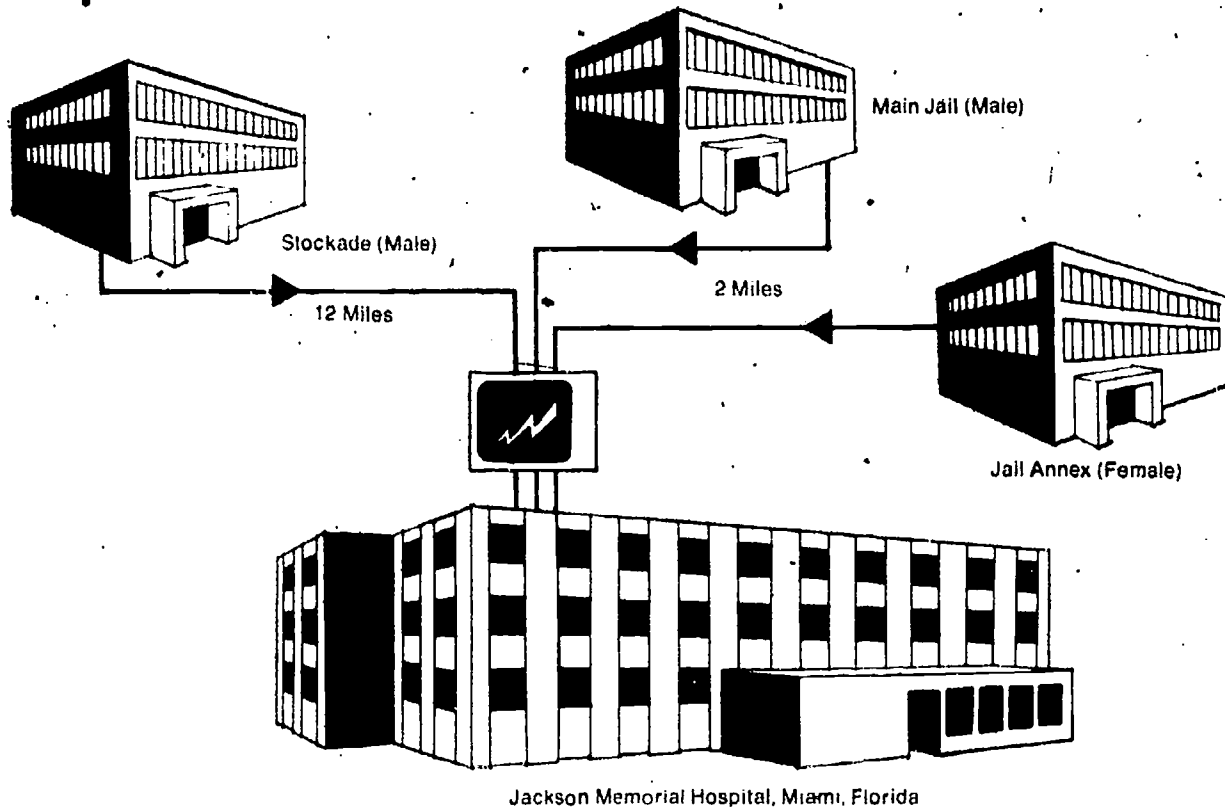 Main Jail (Male)
Stockade (Male)
2 Miles
12 Miles
Jail Annex (Female)
Jackson Memorial Hospital, Miami, Florida